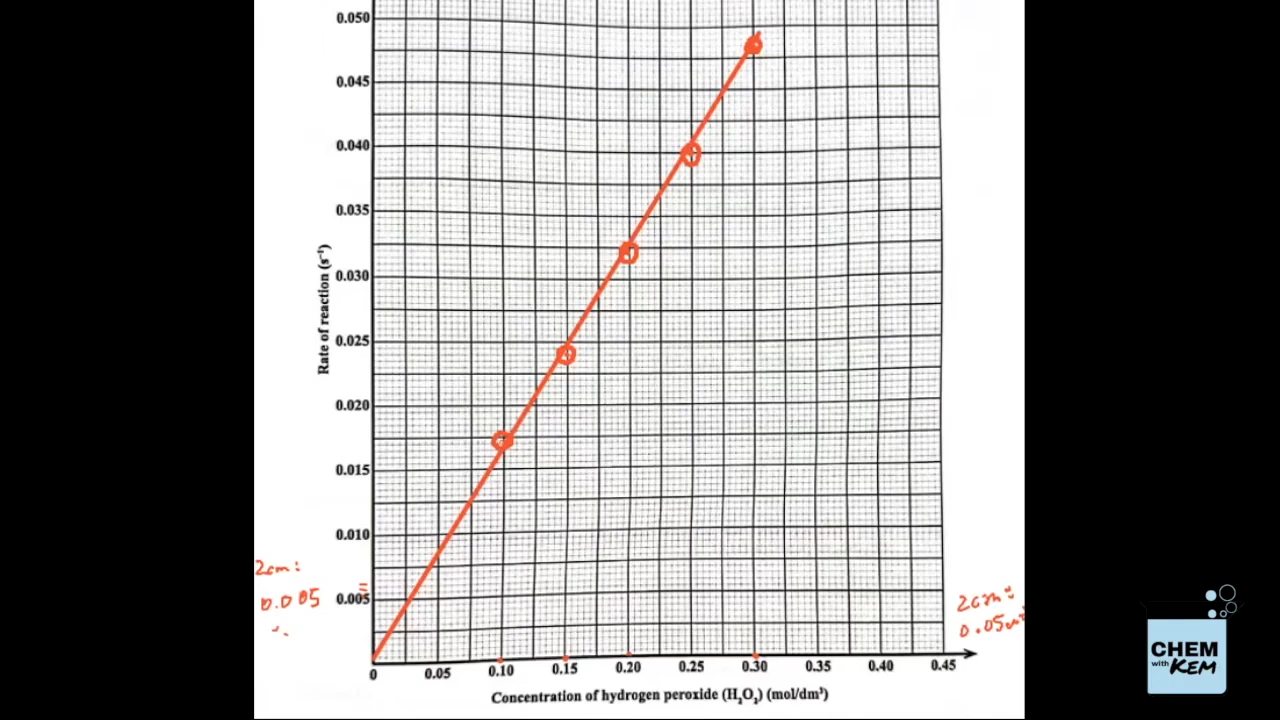 0.050
0.045
0.040
0.035
0.030
0.025
0.020
0.015
0.010
0.005
Rate of reaction (s⁻¹)
2cm:
0.005
0 0.05 0.10 0.15 0.20 0.25 0.30 0.35 0.40 0.45
Concentration of hydrogen peroxide (H₂O₂) (mol/dm³)
2cm:
CHEM
with KEM